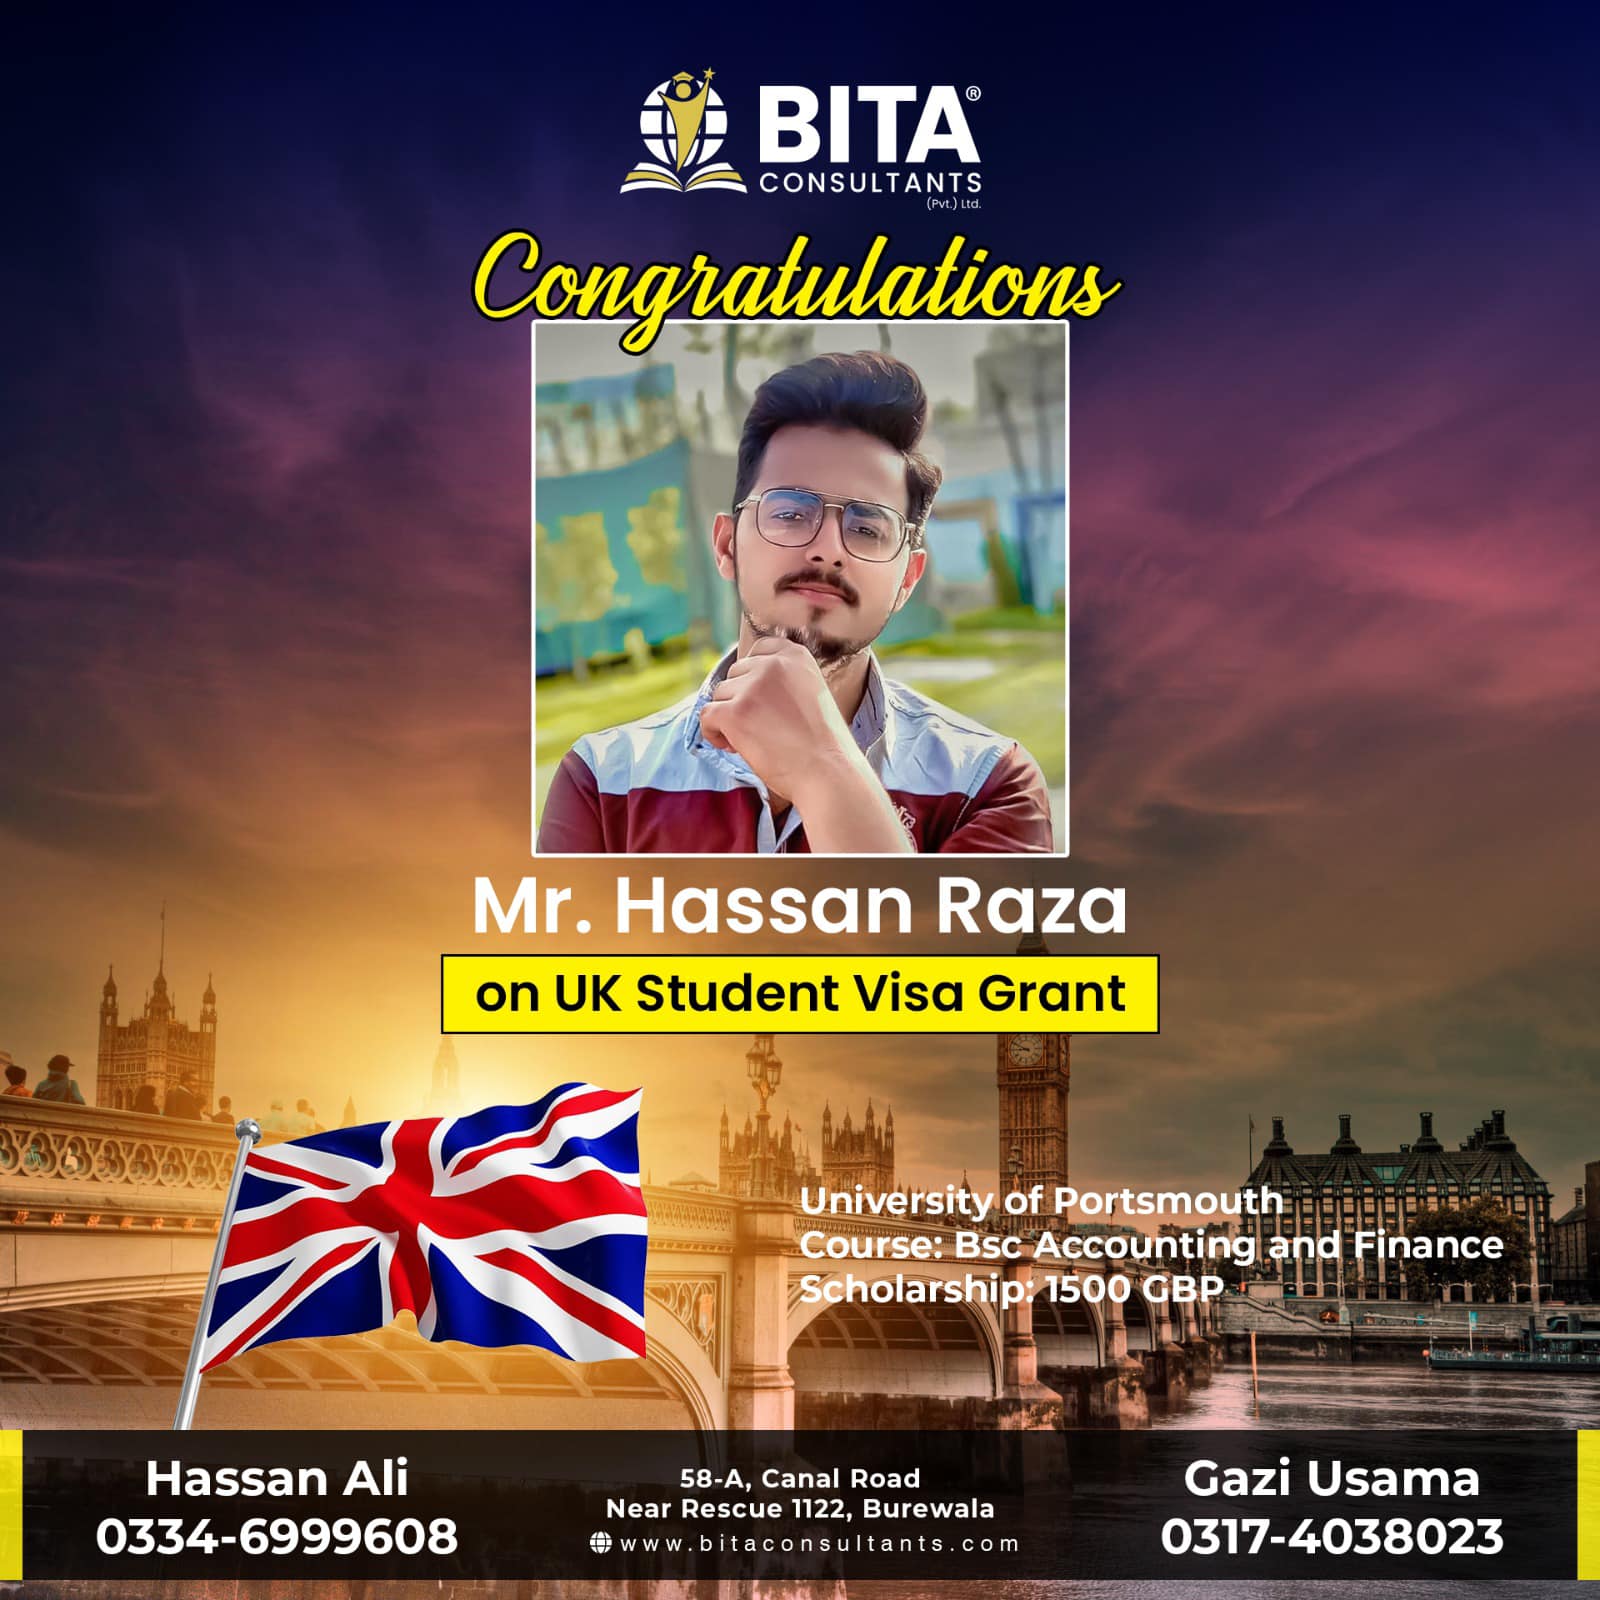 BITA®
CONSULTANTS
(Pvt.) Ltd.
Congratulations
Mr. Hassan Raza
on UK Student Visa Grant
University of Portsmouth
Course: Bsc Accounting and Finance
Scholarship: 1500 GBP
Hassan Ali
0334-6999608
58-A, Canal Road
Near Rescue 1122, Burewala
www.bitaconsultants.com
Gazi Usama
0317-4038023